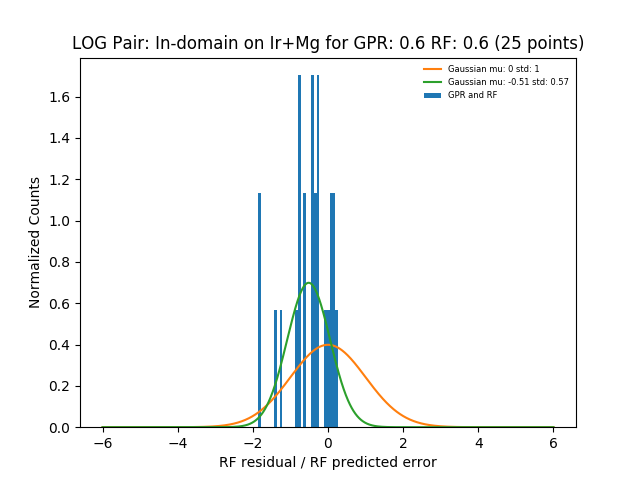 LOG Pair: In-domain on Ir+Mg for GPR: 0.6 RF: 0.6 (25 points)
Gaussian mu: 0 std: 1
Gaussian mu: -0.51 std: 0.57
GPR and RF
Normalized Counts
1.6
1.4
1.2
1.0
0.8
0.6
0.4
0.2
0.0
−6 −4 −2 0 2 4 6
RF residual / RF predicted error